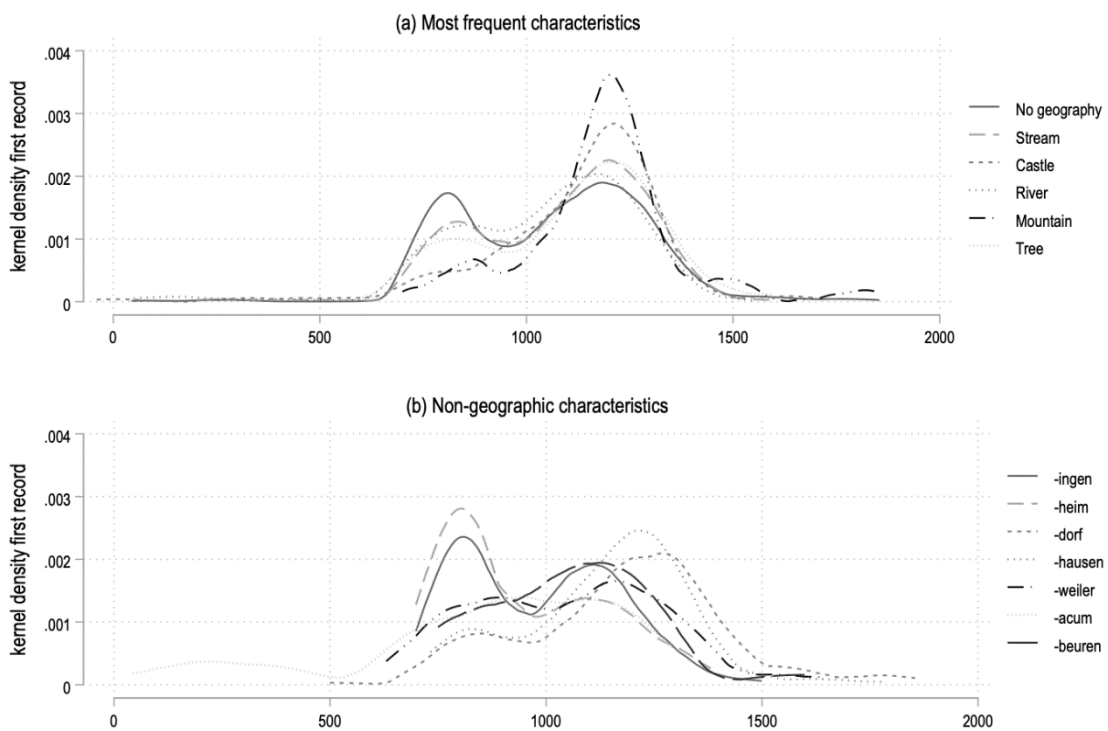 (a) Most frequent characteristics
kernel density first record
.004
.003
.002
.001
0
0 500 1000 1500 2000
No geography
Stream
Castle
River
Mountain
Tree
(b) Non-geographic characteristics
kernel density first record
.004
.003
.002
.001
0
0 500 1000 1500 2000
-ingen
-heim
-dorf
-hausen
-weiler
-acum
-beuren